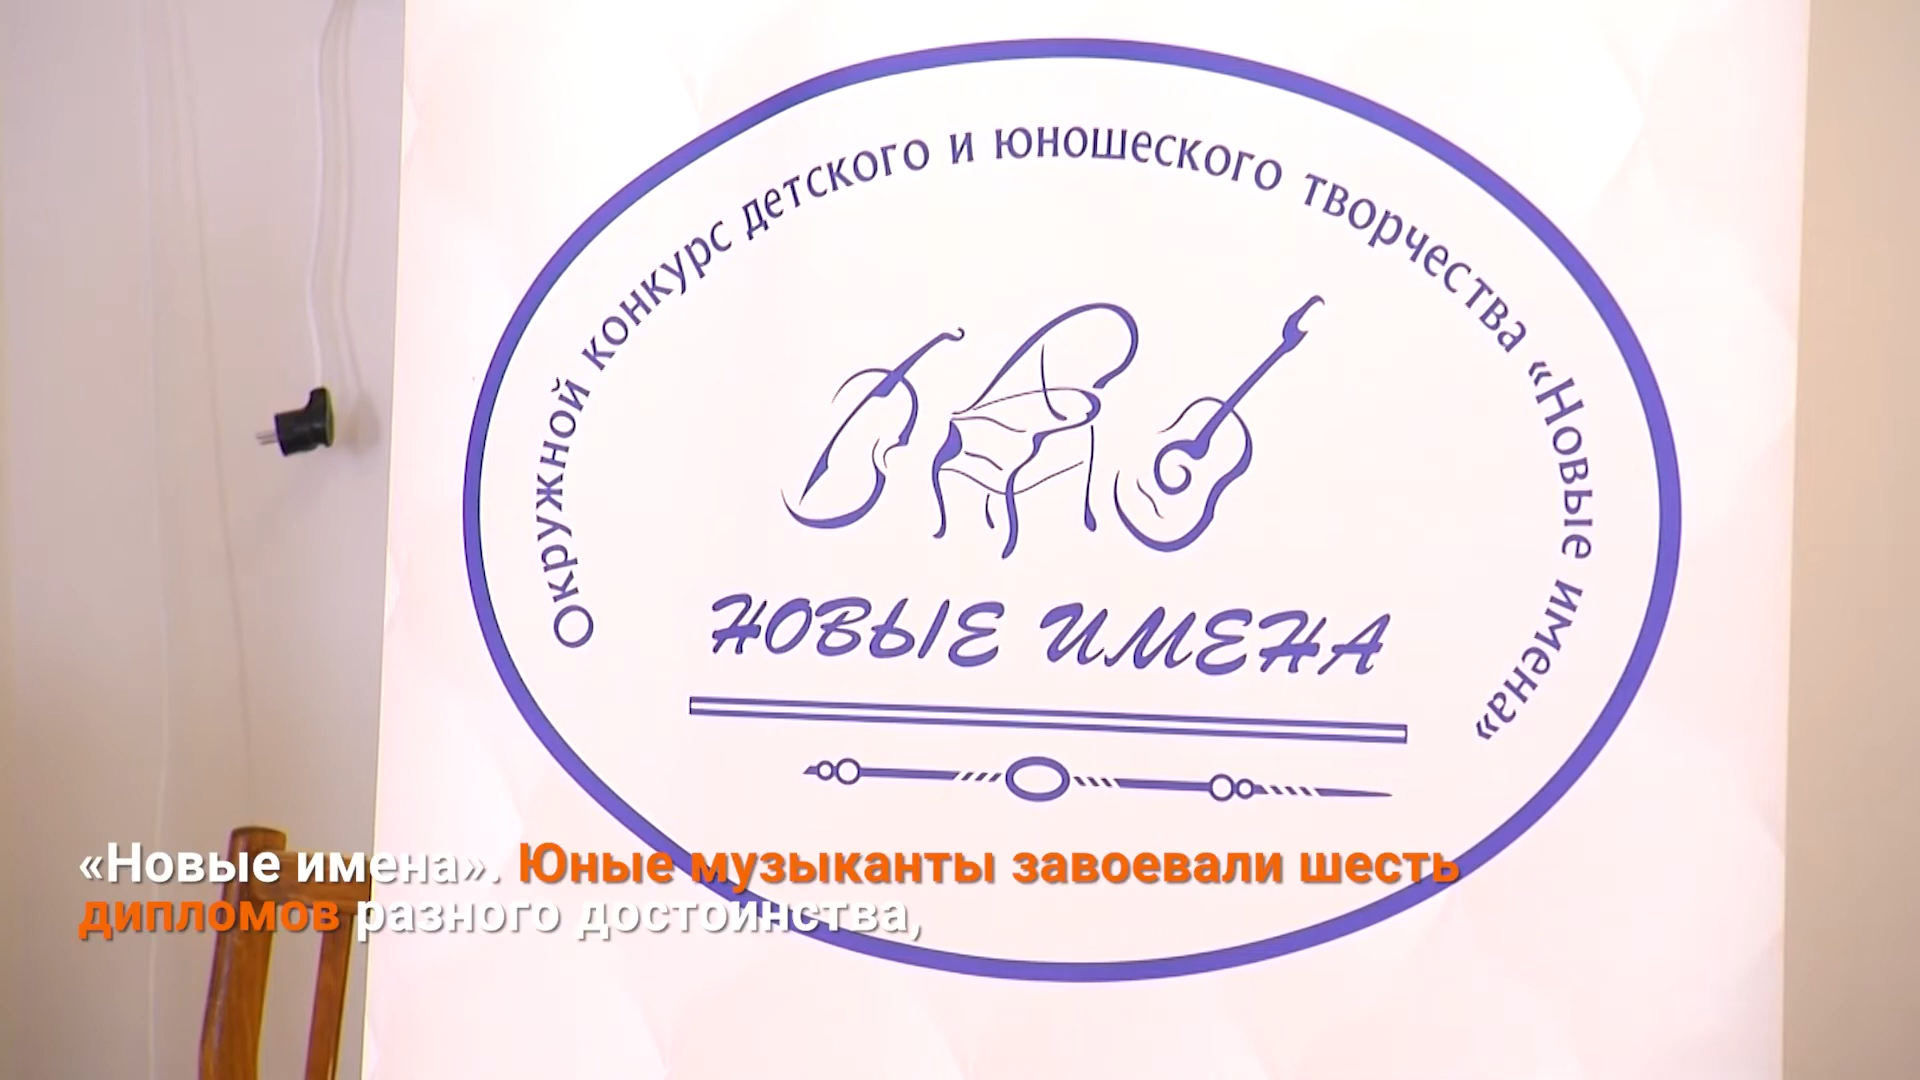 Окружной конкурс детского и юношеского творчества «Новые имена»
НОВЫЕ ИМЕНА
«Новые имена». Юные музыканты завоевали шесть
дипломов разного достоинства,